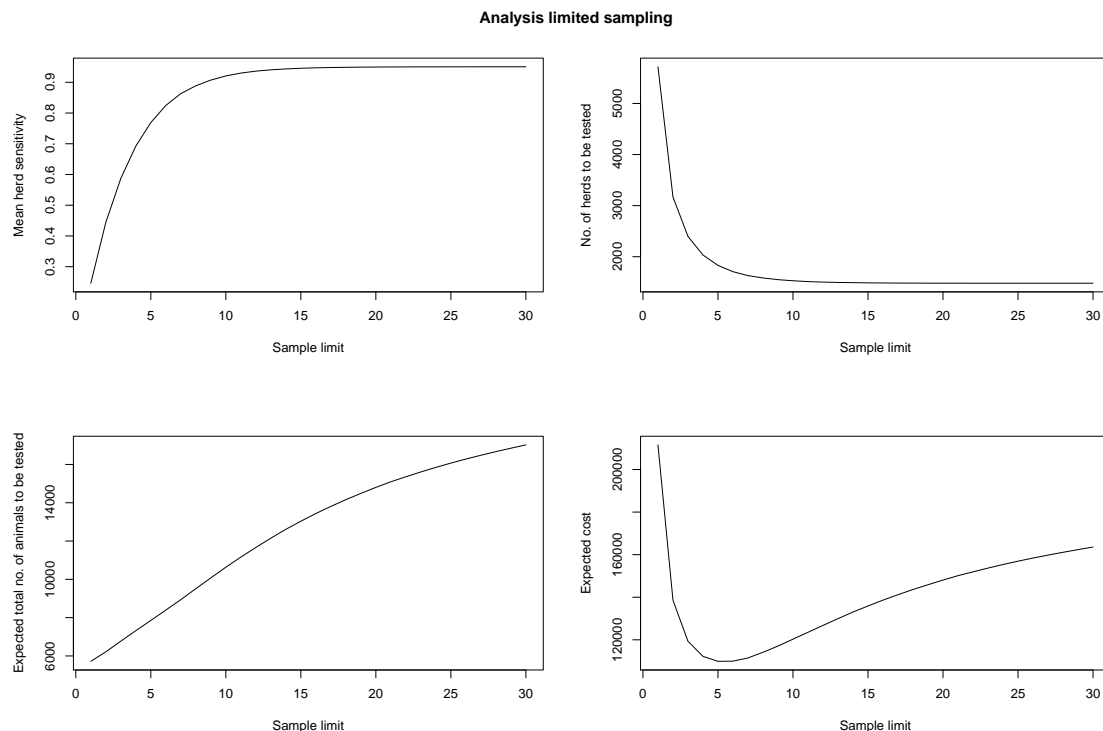 Analysis limited sampling
Mean herd sensitivity
0.3 0.4 0.5 0.6 0.7 0.8 0.9
0 5 10 15 20 25 30
Sample limit
No. of herds to be tested
2000 3000 4000 5000
0 5 10 15 20 25 30
Sample limit
Expected total no. of animals to be tested
6000 10000 14000
0 5 10 15 20 25 30
Sample limit
Expected cost
120000 160000 200000
0 5 10 15 20 25 30
Sample limit